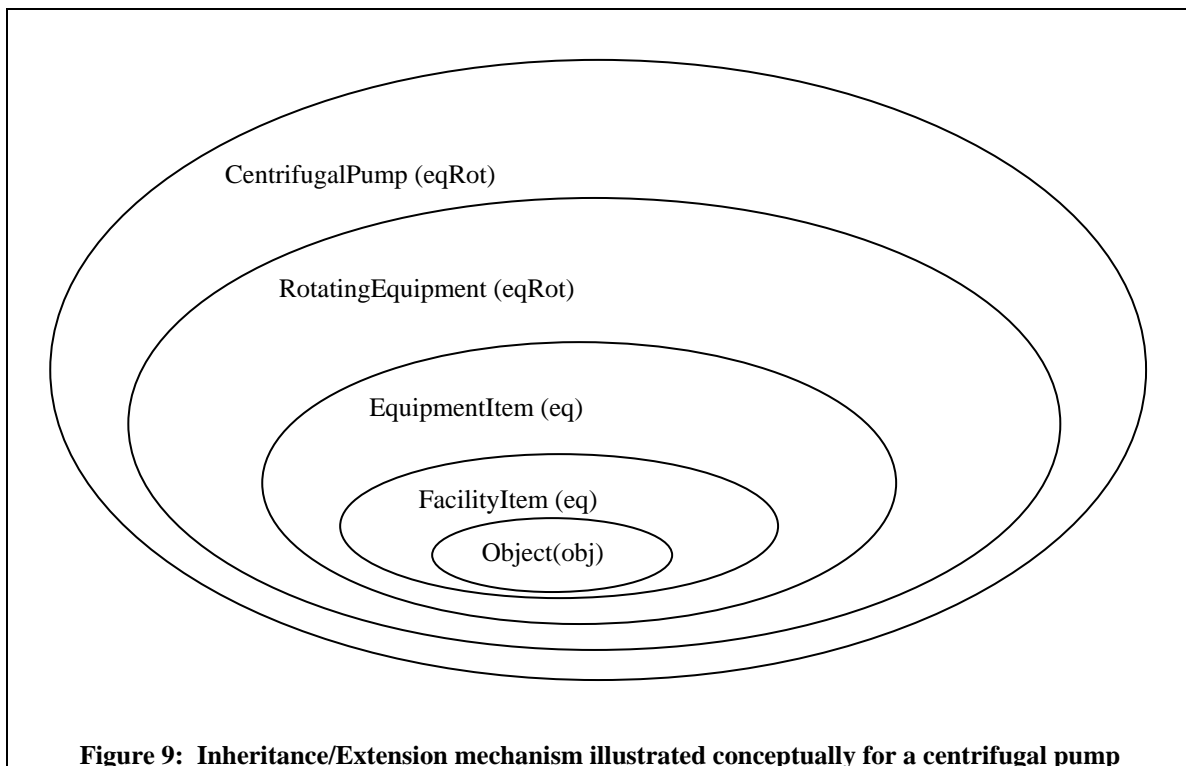 CentrifugalPump (eqRot)
RotatingEquipment (eqRot)
EquipmentItem (eq)
FacilityItem (eq)
Object(obj)
Figure 9:  Inheritance/Extension mechanism illustrated conceptually for a centrifugal pump